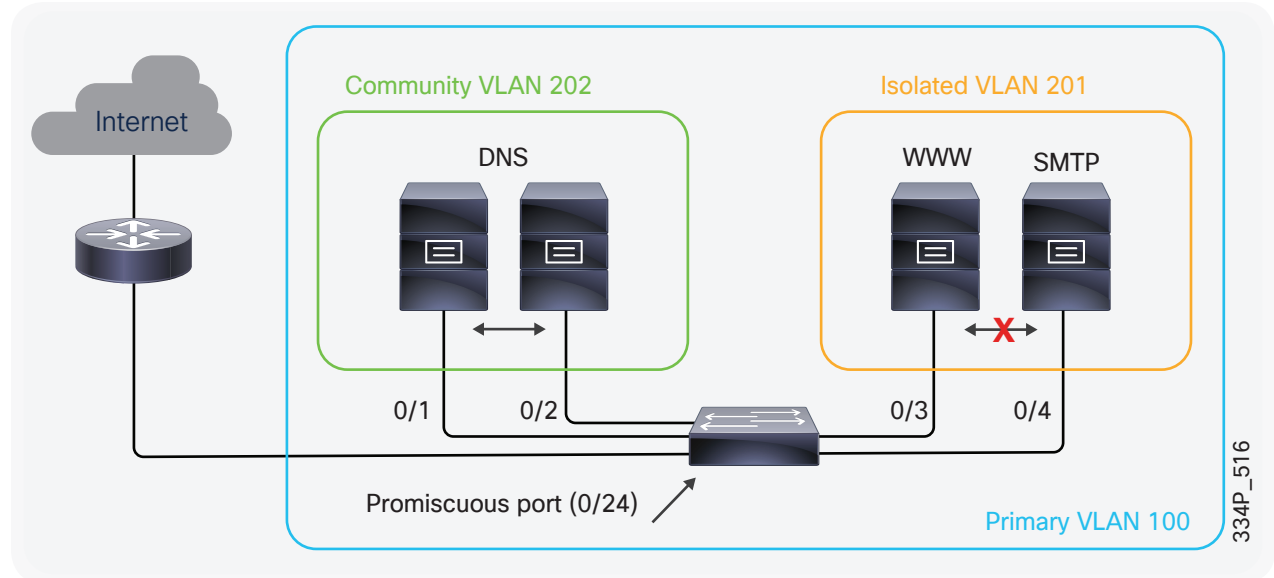 Community VLAN 202
Isolated VLAN 201
Internet
DNS
WWW
SMTP
X
0/1
0/2
0/3
0/4
Promiscuous port (0/24)
Primary VLAN 100
334P_516